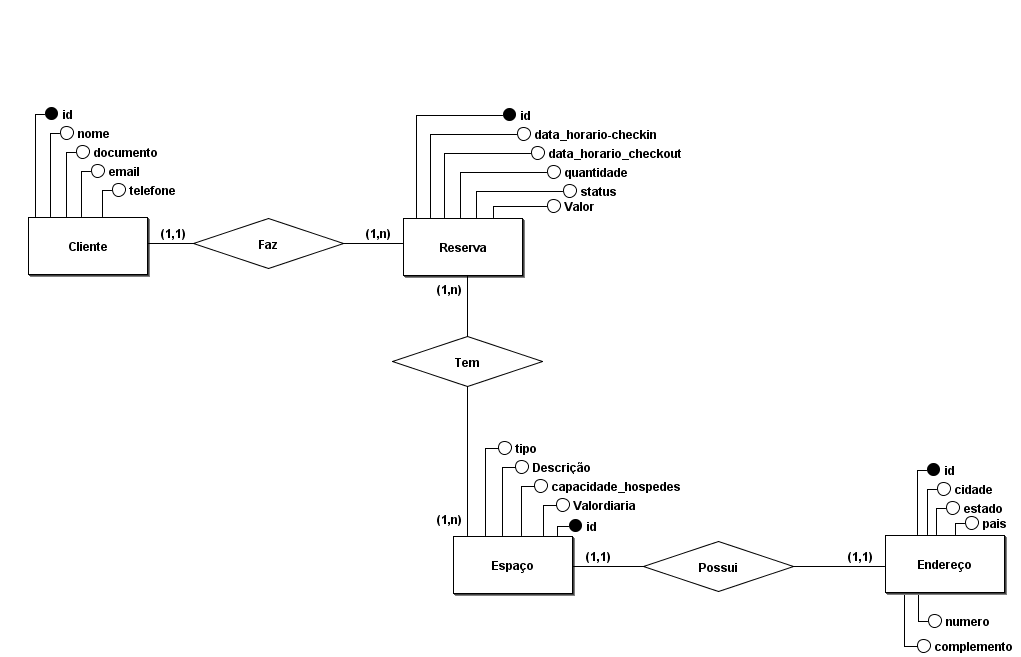 id
nome
documento
email
telefone
Cliente
(1,1)
Faz
(1,n)
id
data_horario-checkin
data_horario_checkout
quantidade
status
Valor
Reserva
(1,n)
Tem
(1,n)
tipo
Descrição
capacidade_hospedes
Valordiaria
id
Espaço
(1,1)
Possui
(1,1)
id
cidade
estado
pais
Endereço
numero
complemento